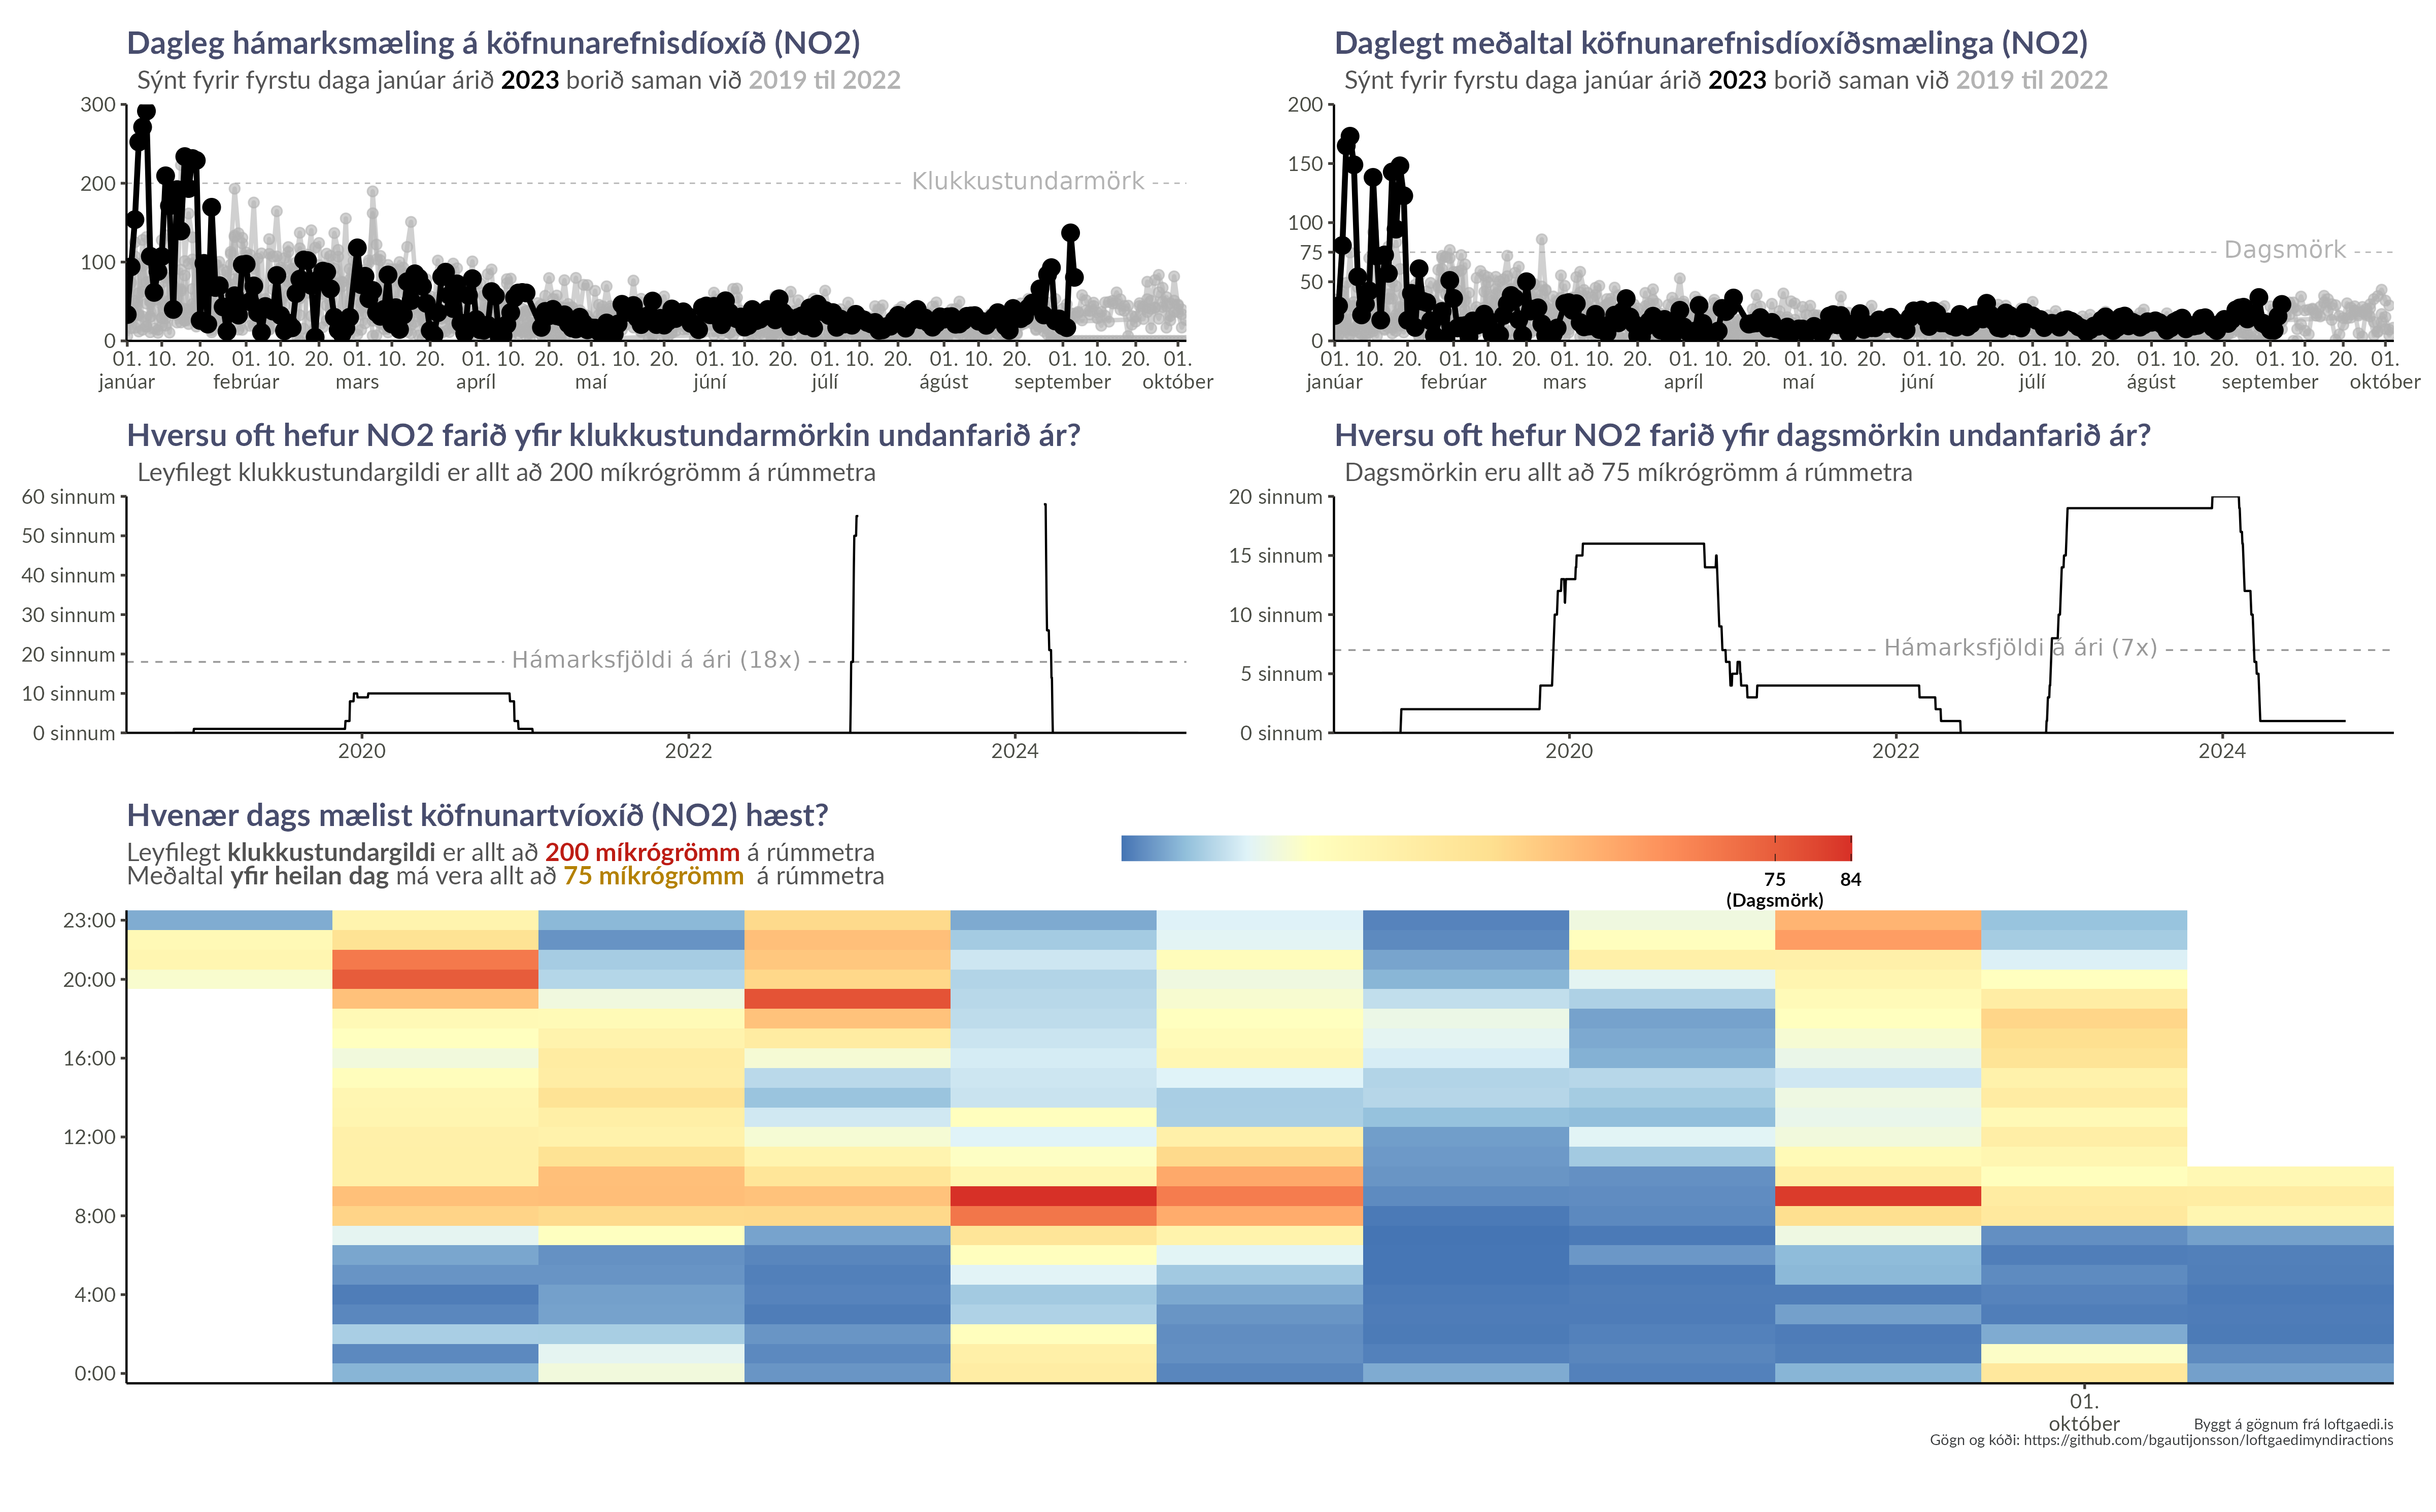 Dagleg hámarksmæling á köfnunarefnisdíoxíð (NO2)
Sýnt fyrir fyrstu daga janúar árið 2023 borið saman við 2019 til 2022
300
200
100
0
Klukkustundarmörk
01. 10. 20. 01. 10. 20. 01. 10. 20. 01. 10. 20. 01. 10. 20. 01. 10. 20. 01. 10. 20. 01. 10. 20. 01. 10. 20. 01.
janúar febrúar mars apríl maí júní júlí ágúst september október
Daglegt meðaltal köfnunarefnisdíoxíðsmælinga (NO2)
Sýnt fyrir fyrstu daga janúar árið 2023 borið saman við 2019 til 2022
200
150
100
75
50
0
Dagsmörk
01. 10. 20. 01. 10. 20. 01. 10. 20. 01. 10. 20. 01. 10. 20. 01. 10. 20. 01. 10. 20. 01. 10. 20. 01. 10. 20. 01.
janúar febrúar mars apríl maí júní júlí ágúst september október
Hversu oft hefur NO2 farið yfir klukkustundarmörkin undanfarið ár?
Leyfilegt klukkustundargildi er allt að 200 míkrógrömm á rúmmetra
60 sinnum
50 sinnum
40 sinnum
30 sinnum
20 sinnum
10 sinnum
0 sinnum
Hámarksfjöldi á ári (18x)
2020 2022 2024
Hversu oft hefur NO2 farið yfir dagsmörkin undanfarið ár?
Dagsmörkin eru allt að 75 míkrógrömm á rúmmetra
20 sinnum
15 sinnum
10 sinnum
5 sinnum
0 sinnum
Hámarksfjöldi á ári (7x)
2020 2022 2024
Hvenær dags mælist köfnunartvíoxíð (NO2) hæst?
Leyfilegt klukkustundargildi er allt að 200 míkrógrömm á rúmmetra
Meðaltal yfir heilan dag má vera allt að 75 míkrógrömm á rúmmetra
75 84
(Dagsmörk)
23:00
20:00
16:00
12:00
8:00
4:00
0:00
01.
október
Byggt á gögnum frá loftgaedi.is
Gögn og kóði: https://github.com/bgautijonsson/loftgaedimyndiractions